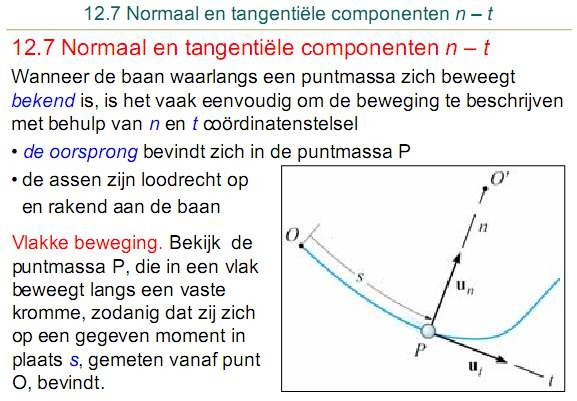 12.7 Normaal en tangentiële componenten n – t
12.7 Normaal en tangentiële componenten n – t
Wanneer de baan waarlangs een puntmassa zich beweegt
bekend is, is het vaak eenvoudig om de beweging te beschrijven
met behulp van n en t coördinatenstelsel
• de oorsprong bevindt zich in de puntmassa P
• de assen zijn loodrecht op
en rakend aan de baan
Vlakke beweging. Bekijk de
puntmassa P, die in een vlak
beweegt langs een vaste
kromme, zodanig dat zij zich
op een gegeven moment in
plaats s, gemeten vanaf punt
O, bevindt.
O'
n
O
s
u_n
P
u_t
t